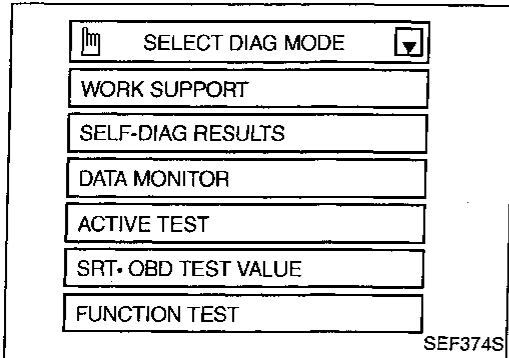 SELECT DIAG MODE
WORK SUPPORT
SELF-DIAG RESULTS
DATA MONITOR
ACTIVE TEST
SRT• OBD TEST VALUE
FUNCTION TEST
SEF374S